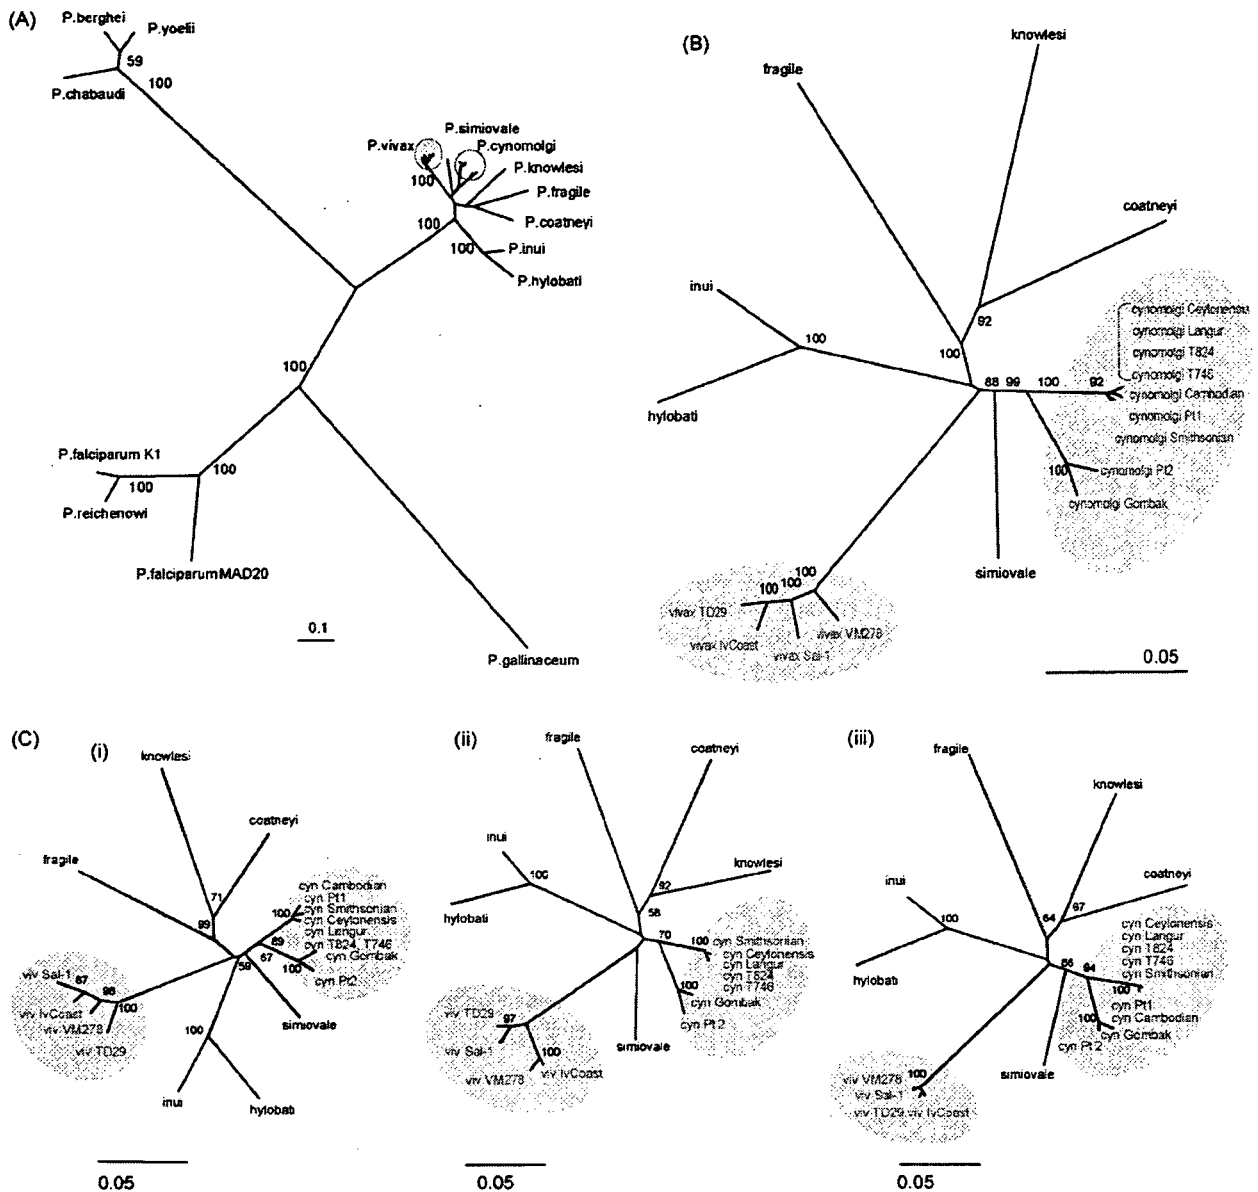 (A)
P.berghei
P.yoelii
59
100
P.chabaudi
P.simiovale
P.vivax
P.cynomolgi
P.knowlesi
100
P.fragile
100
P.coatneyi
100
P.inui
P.hylobati
100
P.falciparum K1
100
100
P.reichenowi
P.falciparum MAD20
0.1
P.gallinaceum
(B)
knowlesi
fragile
coatneyi
inui
cynomolgi Ceylonensis
92
cynomolgi Langur
100
100
cynomolgi T824
cynomolgi T746
88 99 100 92
cynomolgi Cambodian
hylobati
cynomolgi Pt1
cynomolgi Smithsonian
100
cynomolgi Pt2
cynomolgi Gombak
simiovale
100
100
100
vivax TD29
vivax VM278
vivax IvCoast
vivax Sal-1
0.05
(C)
(i)
knowlesi
coatneyi
fragile
71
99
cyn Cambodian
cyn Pt1
cyn Smithsonian
100
cyn Ceylonensis
cyn Langur
89
cyn T824, T746
67
cyn Gombak
100
59
cyn Pt2
viv Sal-1
87
98
viv IvCoast
100
viv VM278
simiovale
viv TD29
100
inui
hylobati
0.05
(ii)
fragile
coatneyi
inui
knowlesi
100
92
hylobati
58
70
100
cyn Smithsonian
cyn Ceylonensis
cyn Langur
cyn T824
cyn T746
100
cyn Gombak
cyn Pt 2
viv TD29
97
viv Sal-1
simiovale
100
viv IvCoast
viv VM278
0.05
(iii)
fragile
knowlesi
inui
coatneyi
100
64
67
cyn Ceylonensis
cyn Langur
cyn T824
cyn T746
hylobati
94
cyn Smithsonian
100
cyn Pt1
cyn Cambodian
100
cyn Gombak
cyn Pt 2
simiovale
100
viv VM278
viv Sal-1
viv TD29 viv IvCoast
0.05